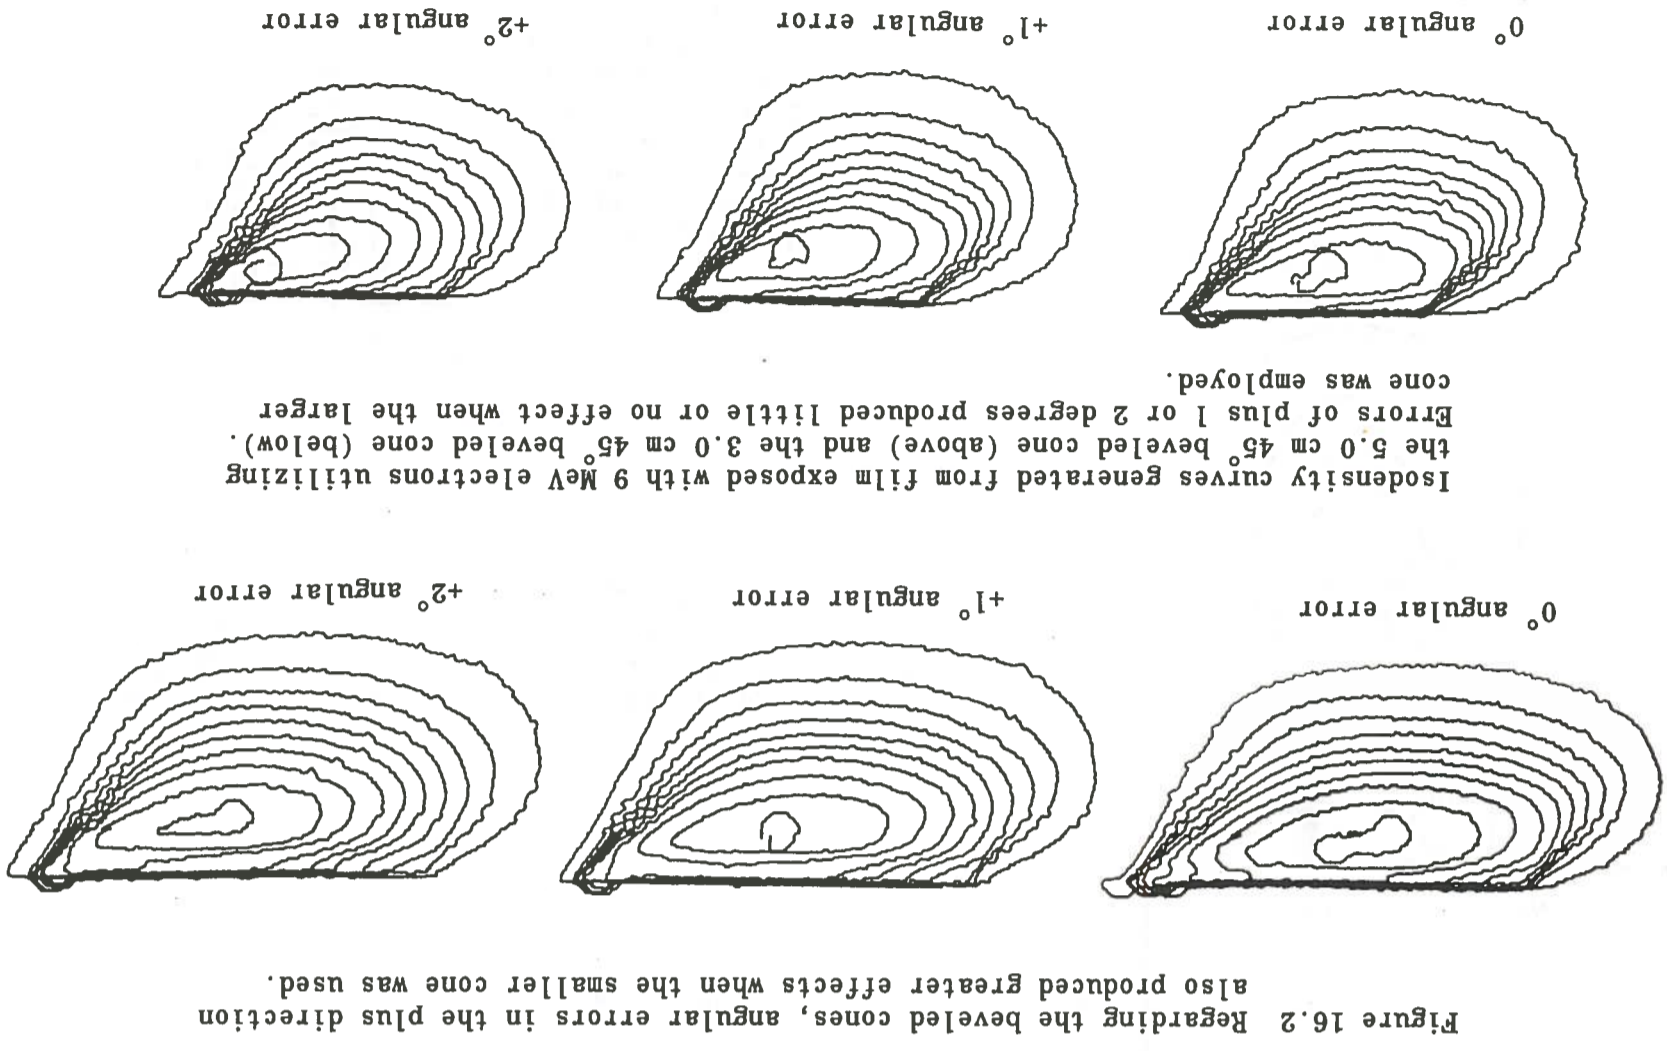 Figure 16.2 Regarding the beveled cones, angular errors in the plus direction
also produced greater effects when the smaller cone was used.
0° angular error
+1° angular error
+2° angular error
Isodensity curves generated from film exposed with 9 MeV electrons utilizing
the 5.0 cm 45° beveled cone (above) and the 3.0 cm 45° beveled cone (below).
Errors of plus 1 or 2 degrees produced little or no effect when the larger
cone was employed.
0° angular error
+1° angular error
+2° angular error